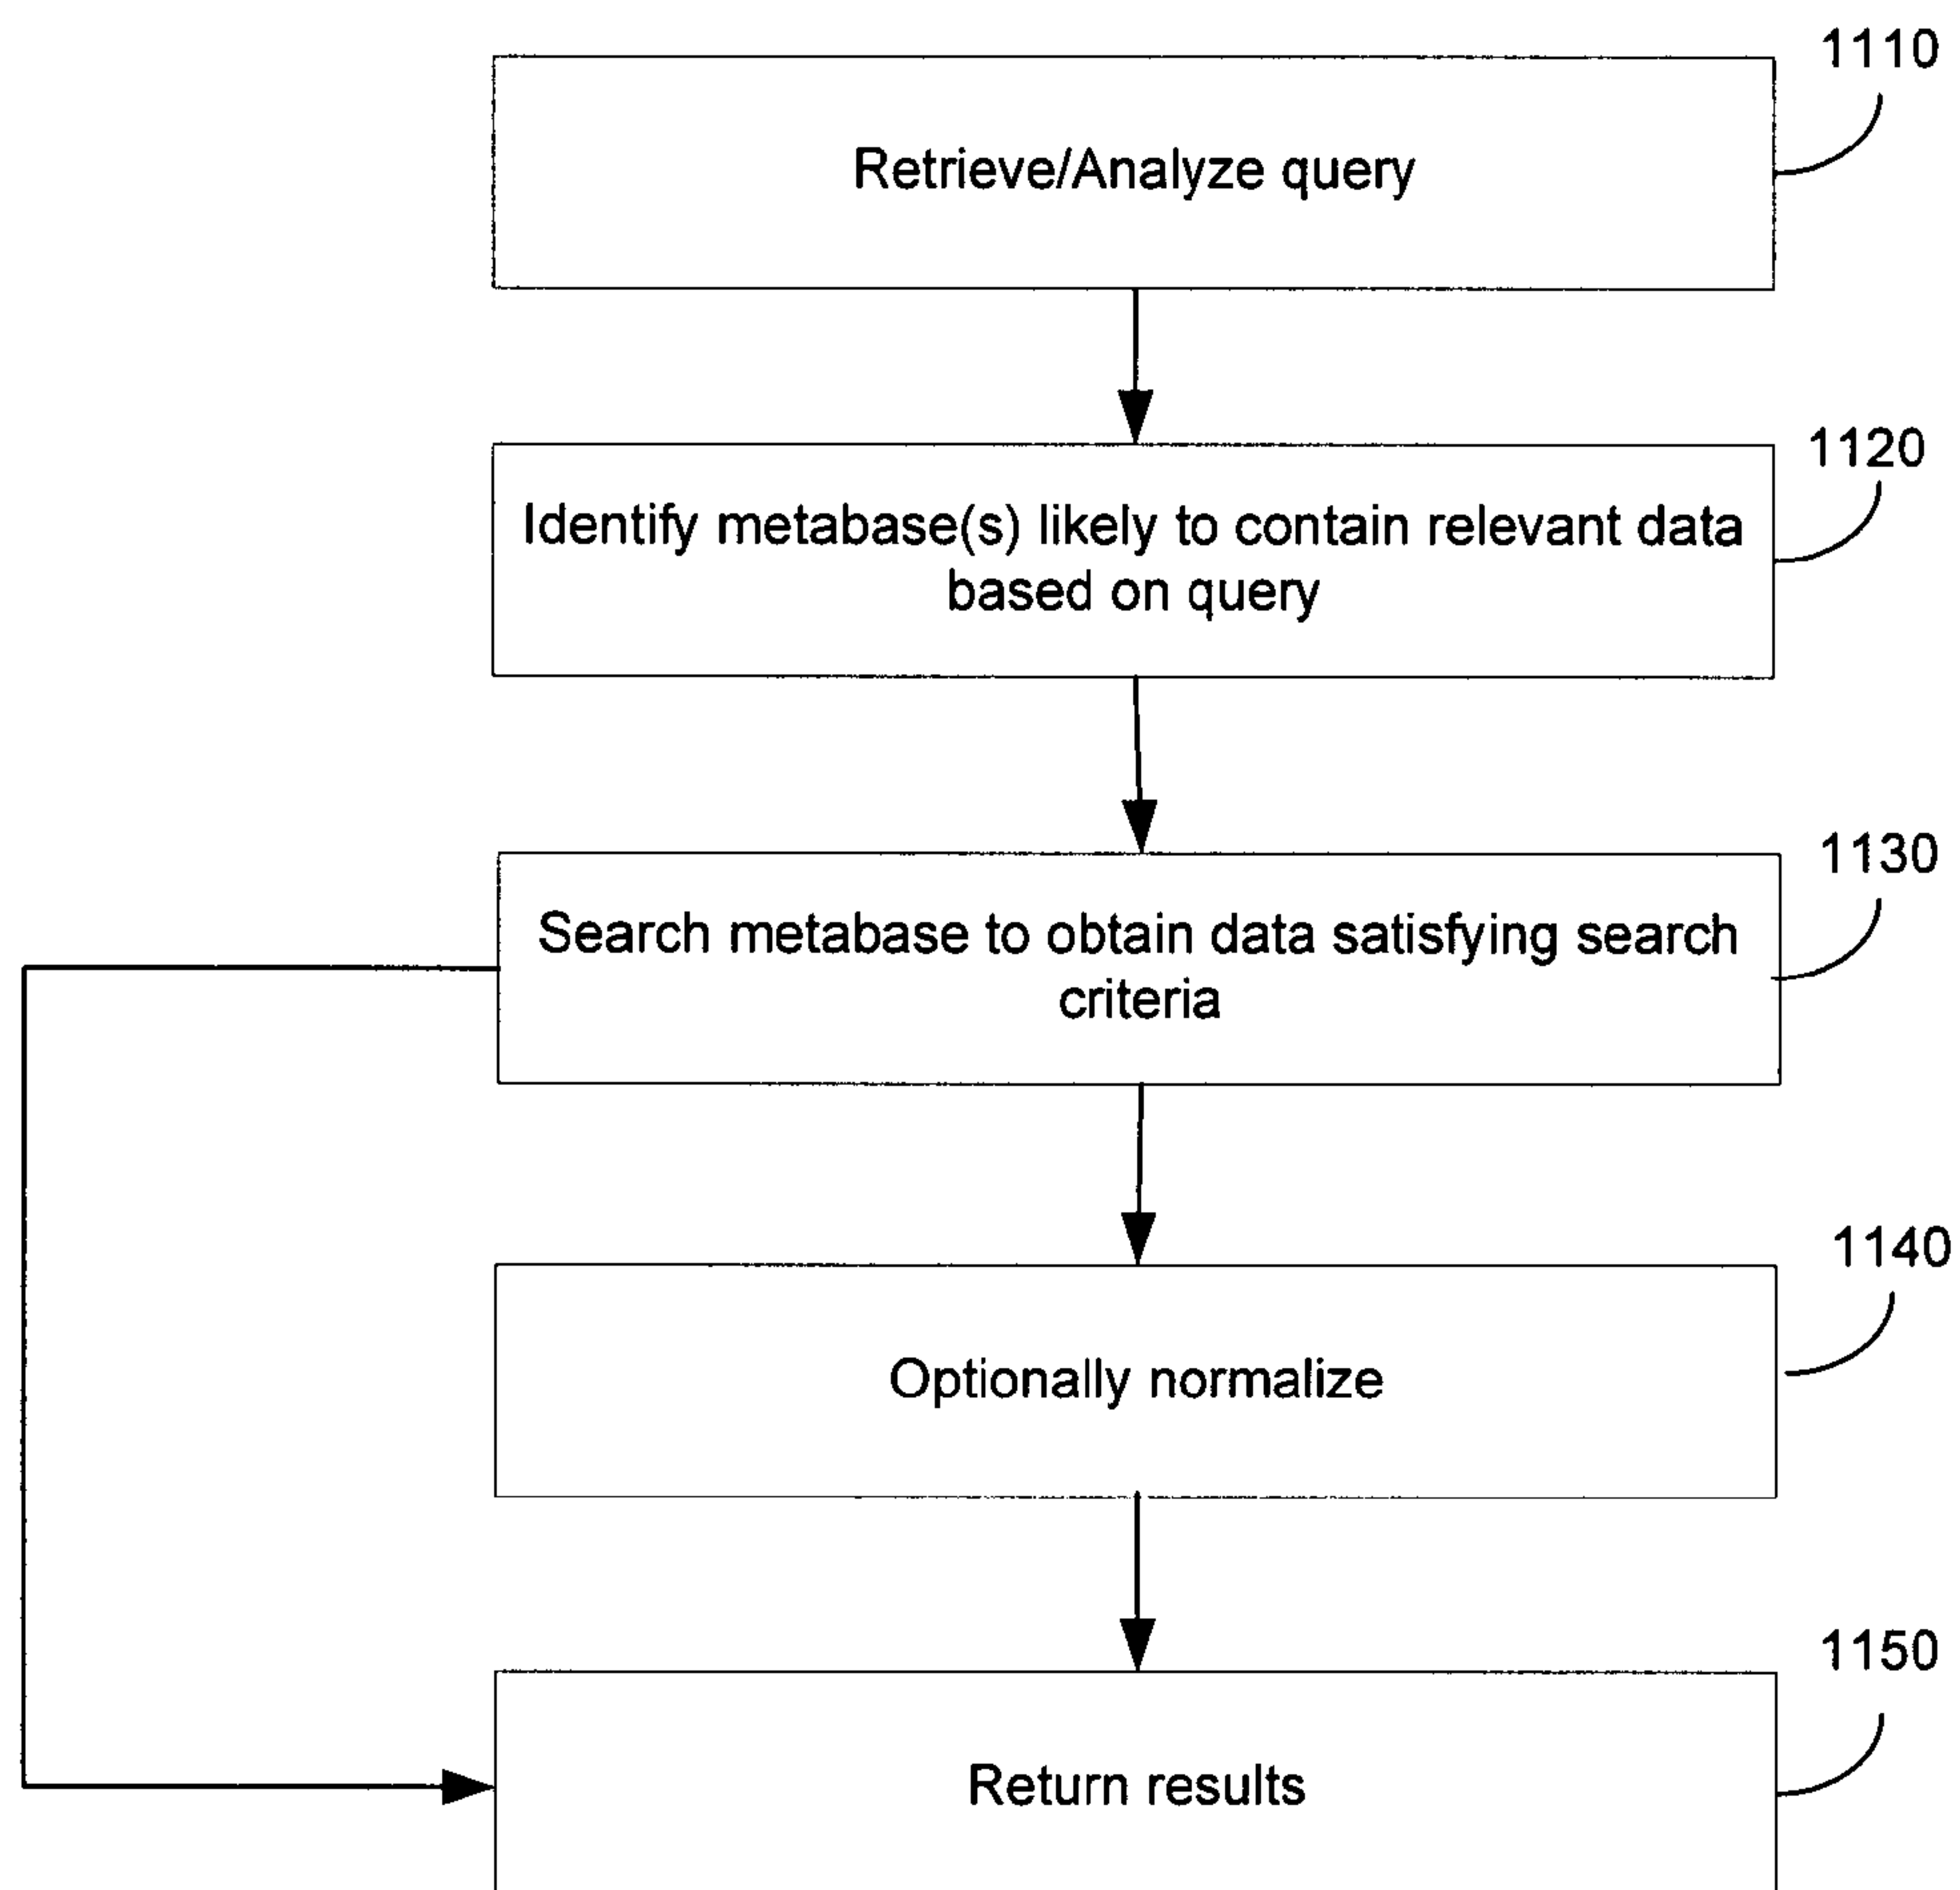 1110
Retrieve/Analyze query
1120
Identify metabase(s) likely to contain relevant data
based on query
1130
Search metabase to obtain data satisfying search
criteria
1140
Optionally normalize
1150
Return results